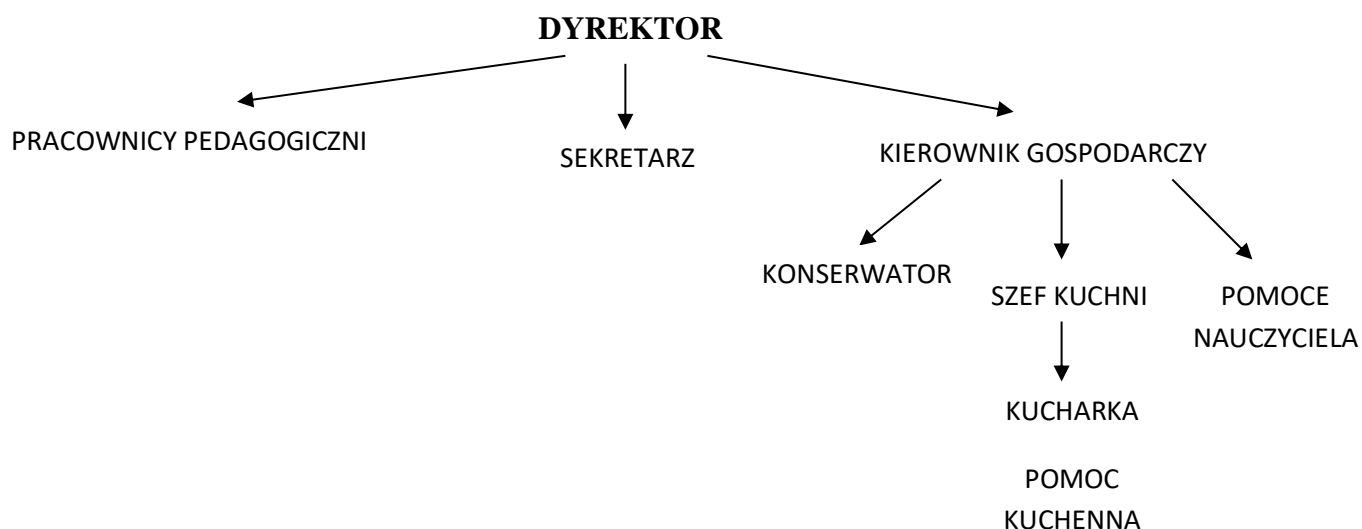 DYREKTOR
PRACOWNICY PEDAGOGICZNI
SEKRETARZ
KIEROWNIK GOSPODARCZY
KONSERWATOR
SZEF KUCHNI
POMOCE
NAUCZYCIELA
KUCHARKA
POMOC
KUCHENNA